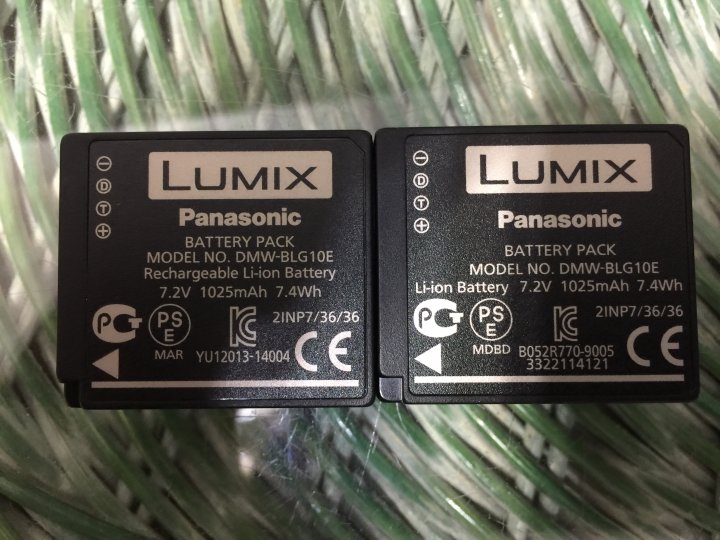 LUMIX
Panasonic
BATTERY PACK
MODEL NO. DMW-BLG10E
Rechargeable Li-ion Battery
7.2V 1025mAh 7.4Wh
2INP7/36/36
PS
E
MAR
YU12013-14004
CE
D
T
LUMIX
Panasonic
BATTERY PACK
MODEL NO. DMW-BLG10E
Li-ion Battery 7.2V 1025mAh 7.4Wh
2INP7/36/36
PS
E
MDBD
B052R770-9005
3322114121
CE
D
T